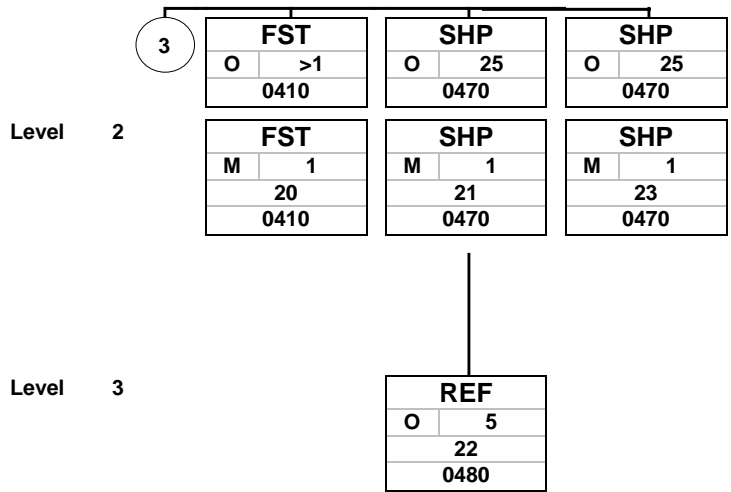 3
FST SHP SHP
O >1 O 25 O 25
0410 0470 0470
Level 2
FST SHP SHP
M 1 M 1 M 1
20 21 23
0410 0470 0470
Level 3
REF
O 5
22
0480